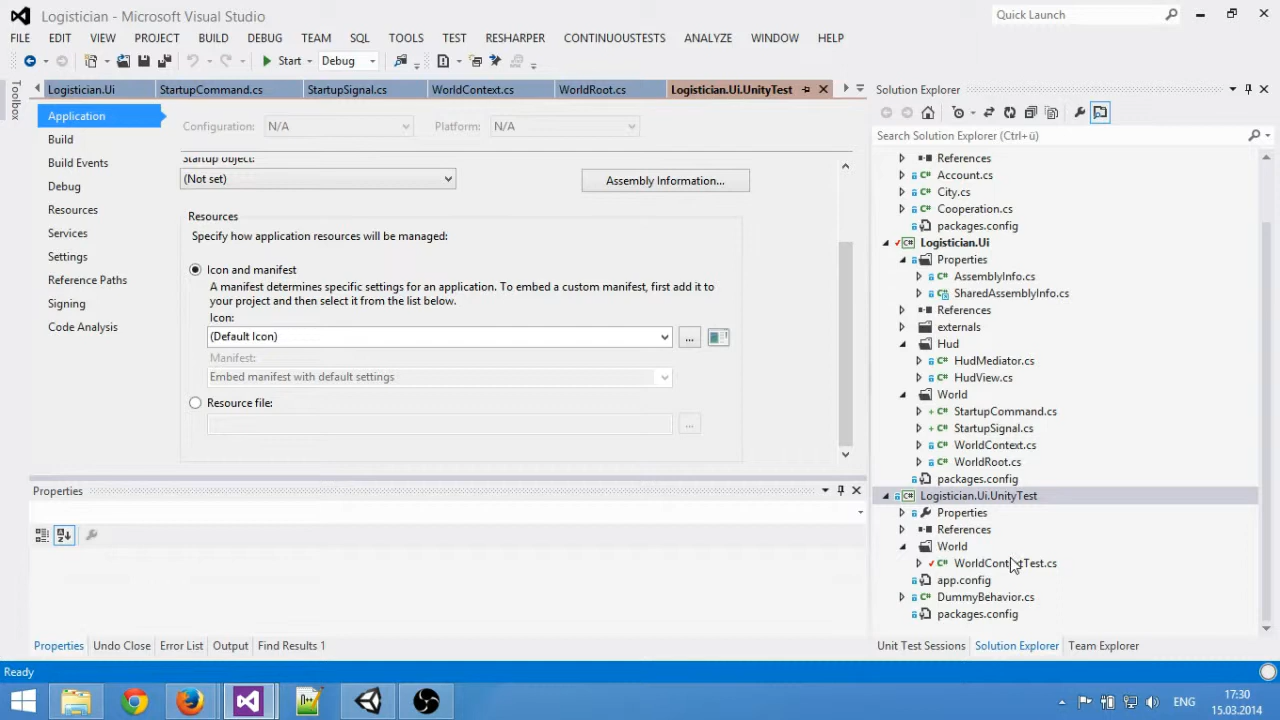 Logistician - Microsoft Visual Studio
Quick Launch
FILE EDIT VIEW PROJECT BUILD DEBUG TEAM SQL TOOLS TEST RESHARPER CONTINUOUSTESTS ANALYZE WINDOW HELP
Start Debug
Toolbox
Logistician.Ui StartupCommand.cs StartupSignal.cs WorldContext.cs WorldRoot.cs Logistician.Ui.UnityTest
Application
Build
Build Events
Debug
Resources
Services
Settings
Reference Paths
Signing
Code Analysis
Configuration: N/A Platform: N/A
Startup object:
(Not set) Assembly Information...
Resources
Specify how application resources will be managed:
Icon and manifest
A manifest determines specific settings for an application. To embed a custom manifest, first add it to
your project and then select it from the list below.
Icon:
(Default Icon) ...
Manifest:
Embed manifest with default settings
Resource file:
...
Properties
Properties Undo Close Error List Output Find Results 1
Solution Explorer
Search Solution Explorer (Ctrl+ü)
References
Account.cs
City.cs
Cooperation.cs
packages.config
Logistician.Ui
Properties
AssemblyInfo.cs
SharedAssemblyInfo.cs
References
externals
Hud
HudMediator.cs
HudView.cs
World
StartupCommand.cs
StartupSignal.cs
WorldContext.cs
WorldRoot.cs
packages.config
Logistician.Ui.UnityTest
Properties
References
World
WorldContextTest.cs
app.config
DummyBehavior.cs
packages.config
Unit Test Sessions Solution Explorer Team Explorer
Ready
ENG
17:30
15.03.2014